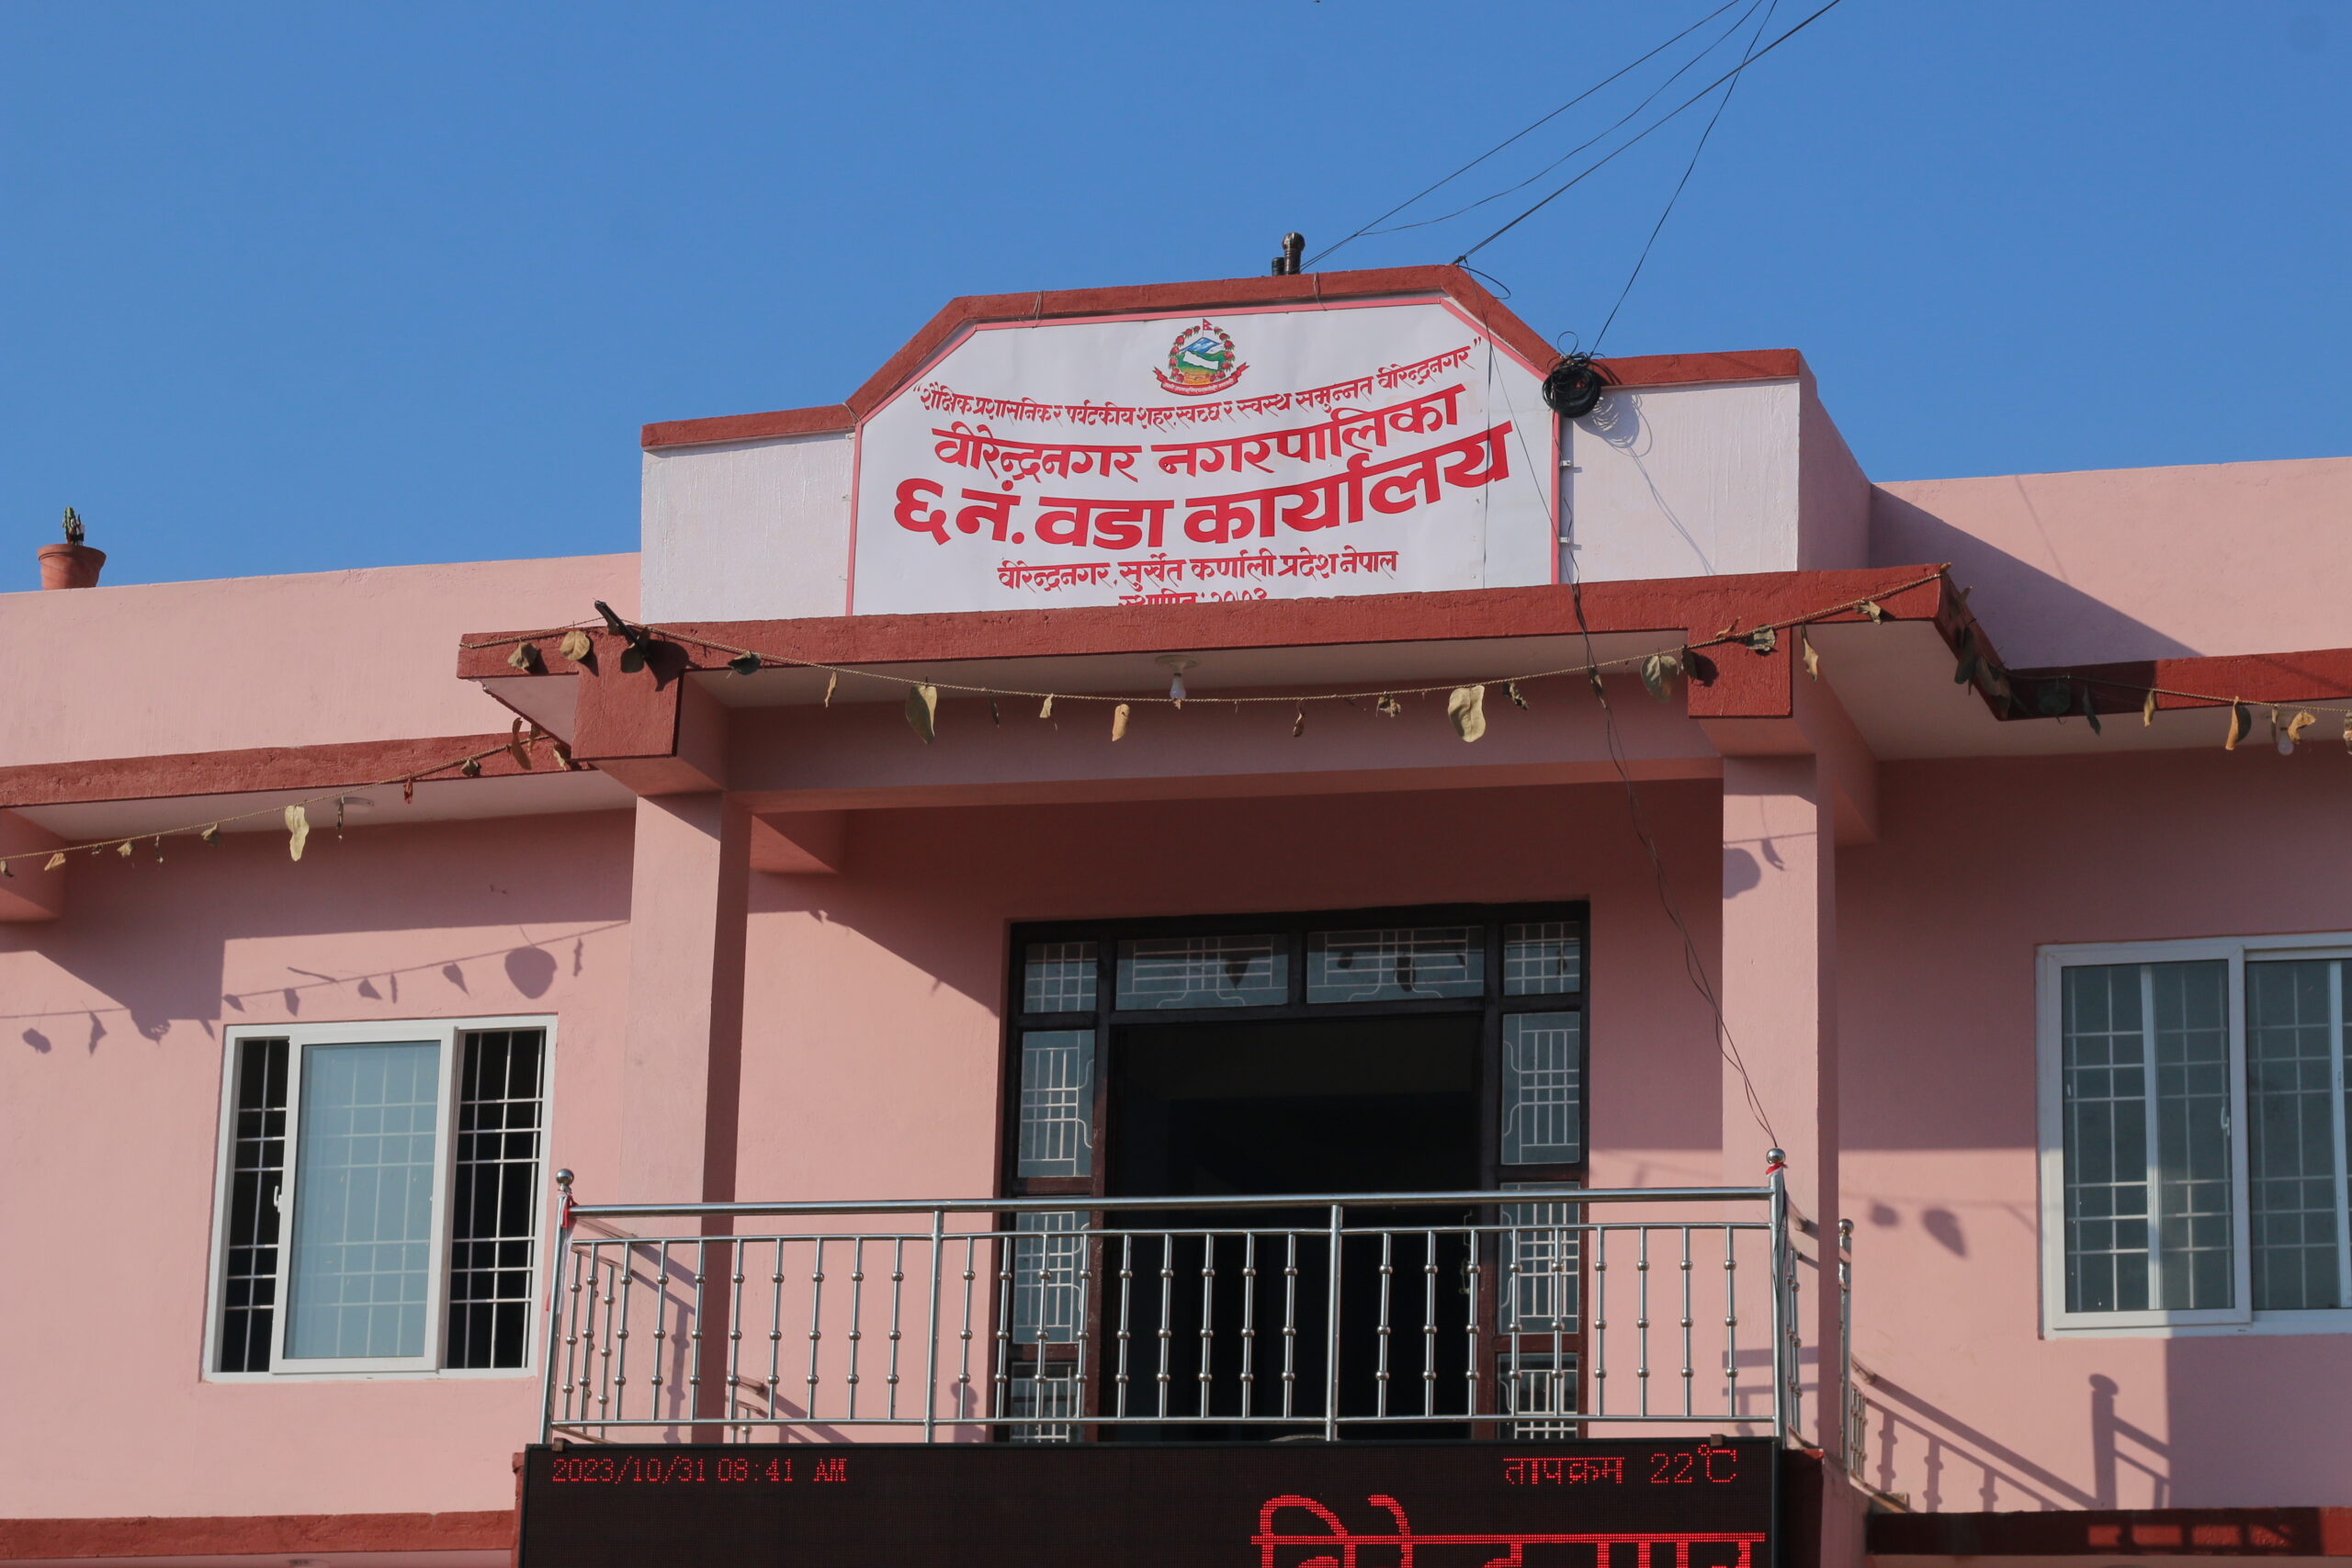 “शैक्षिक प्रशासनिक र पर्यटकीय शहर, स्वच्छ र स्वस्थ समुन्नत वीरेन्द्रनगर”
वीरेन्द्रनगर नगरपालिका
६ नं. वडा कार्यालय
वीरेन्द्रनगर, सुर्खेत कर्णाली प्रदेश नेपाल
2023/10/31 08:41 AM तापक्रम 22℃